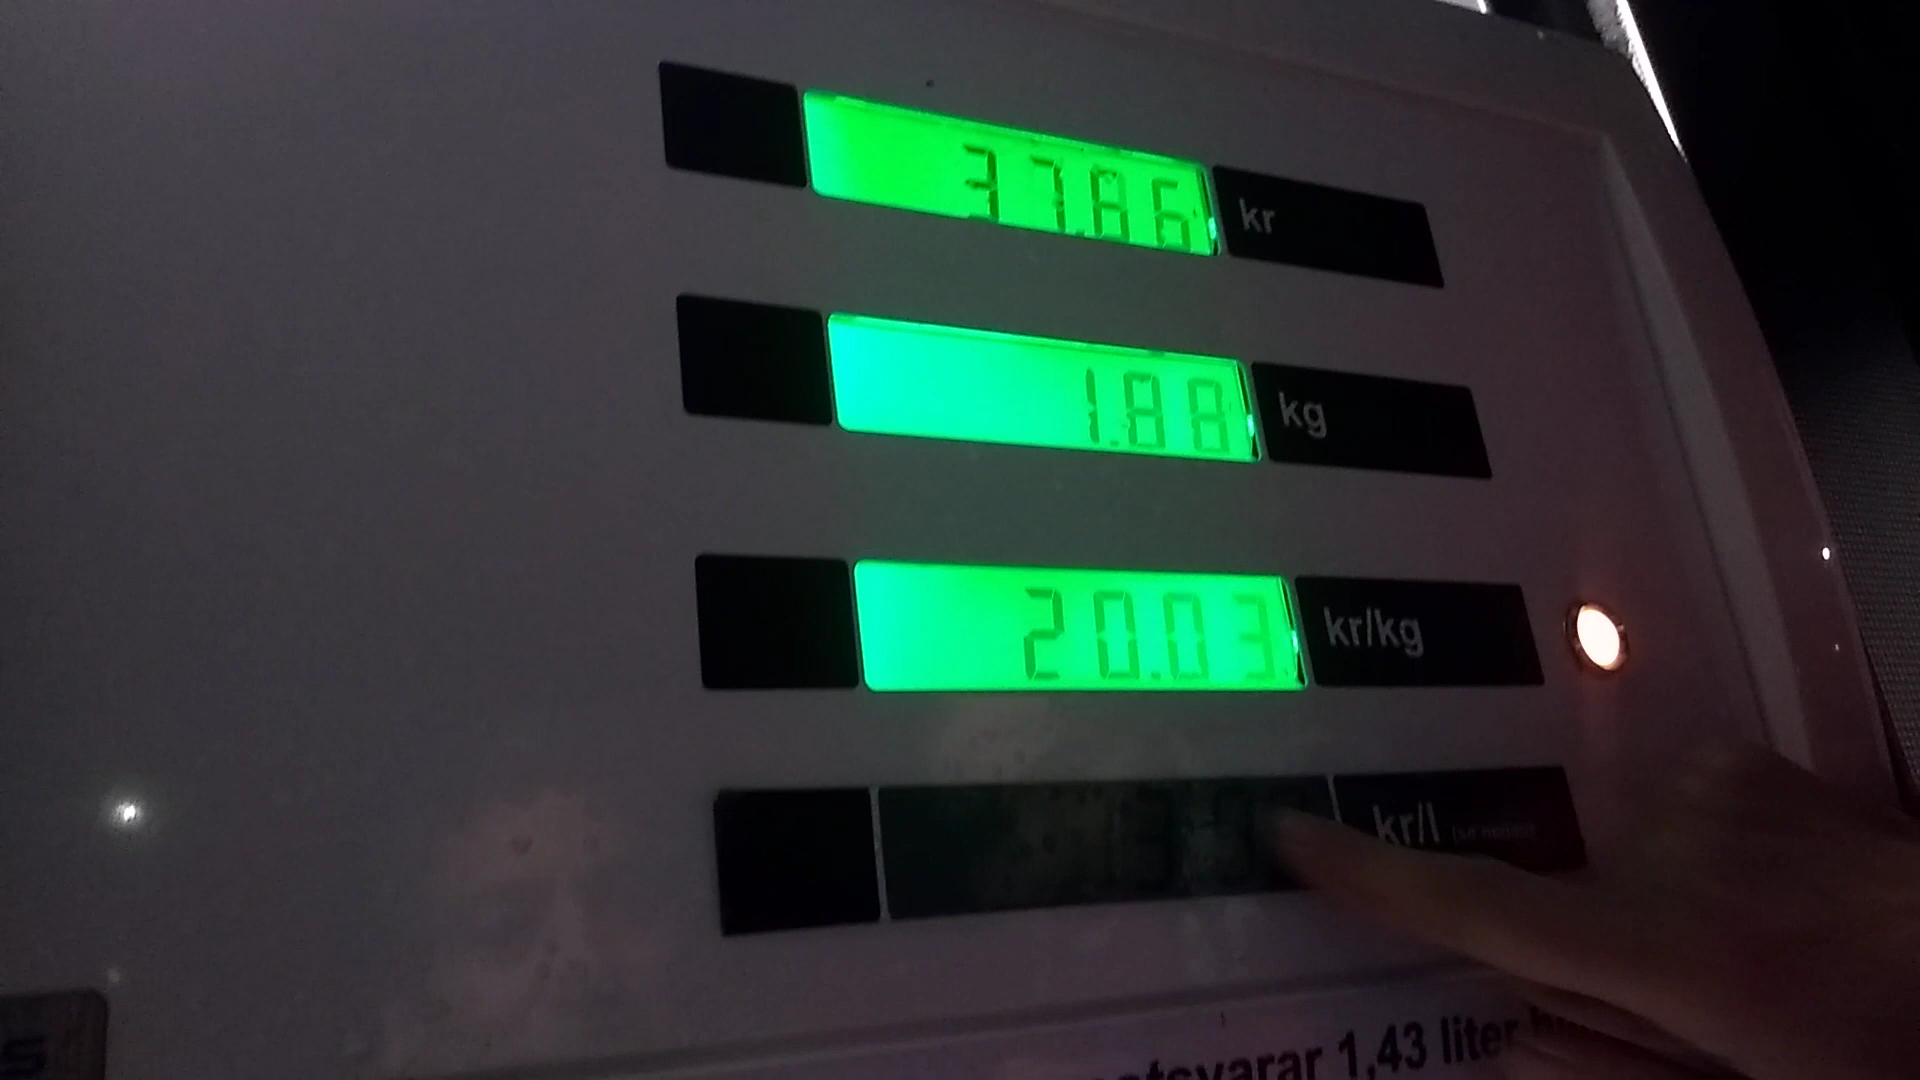 37.86 kr
1.88 kg
20.03 kr/kg
kr/l
1,43 liter
s